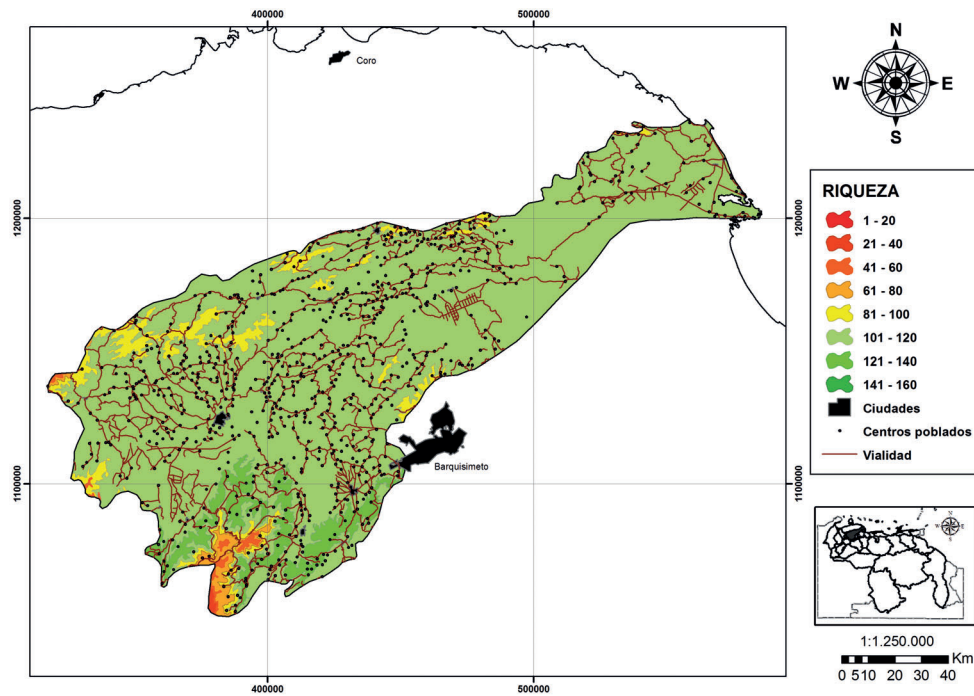 400000
500000
Coro
1200000
1100000
Barquisimeto
1200000
1100000
400000
500000
N
W
E
S
RIQUEZA
1 - 20
21 - 40
41 - 60
61 - 80
81 - 100
101 - 120
121 - 140
141 - 160
Ciudades
Centros poblados
Vialidad
1:1.250.000
0 5 10 20 30 40 Km